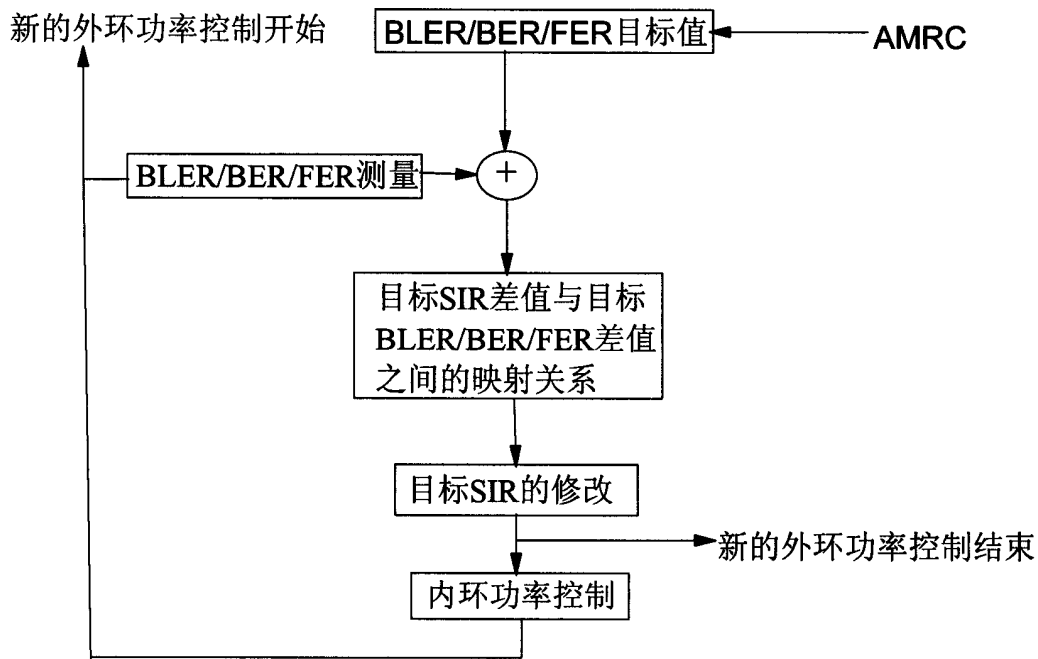 新的外环功率控制开始
BLER/BER/FER目标值
AMRC
BLER/BER/FER测量
+
目标SIR差值与目标
BLER/BER/FER差值
之间的映射关系
目标SIR的修改
新的外环功率控制结束
内环功率控制